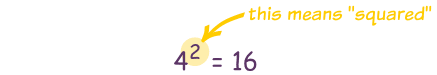 this means "squared"
4² = 16